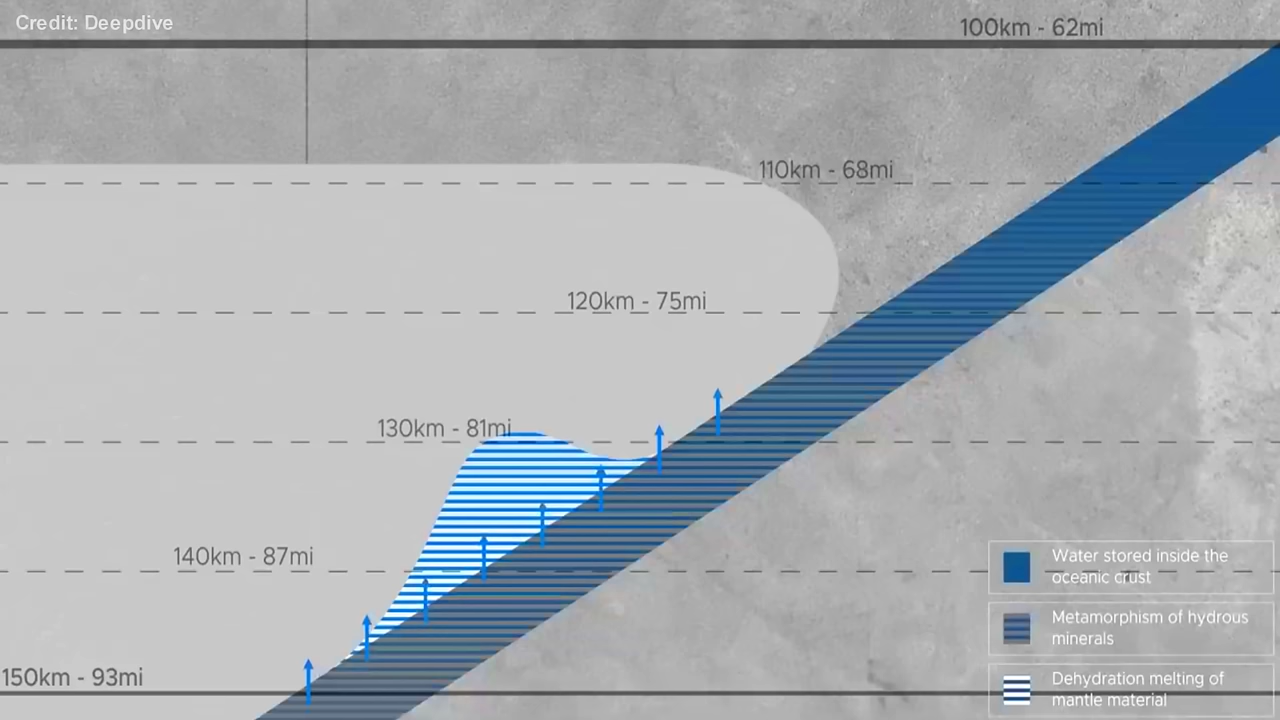 Credit: Deepdive
100km - 62mi
110km - 68mi
120km - 75mi
130km - 81mi
140km - 87mi
150km - 93mi
Water stored inside the
oceanic crust
Metamorphism of hydrous
minerals
Dehydration melting of
mantle material